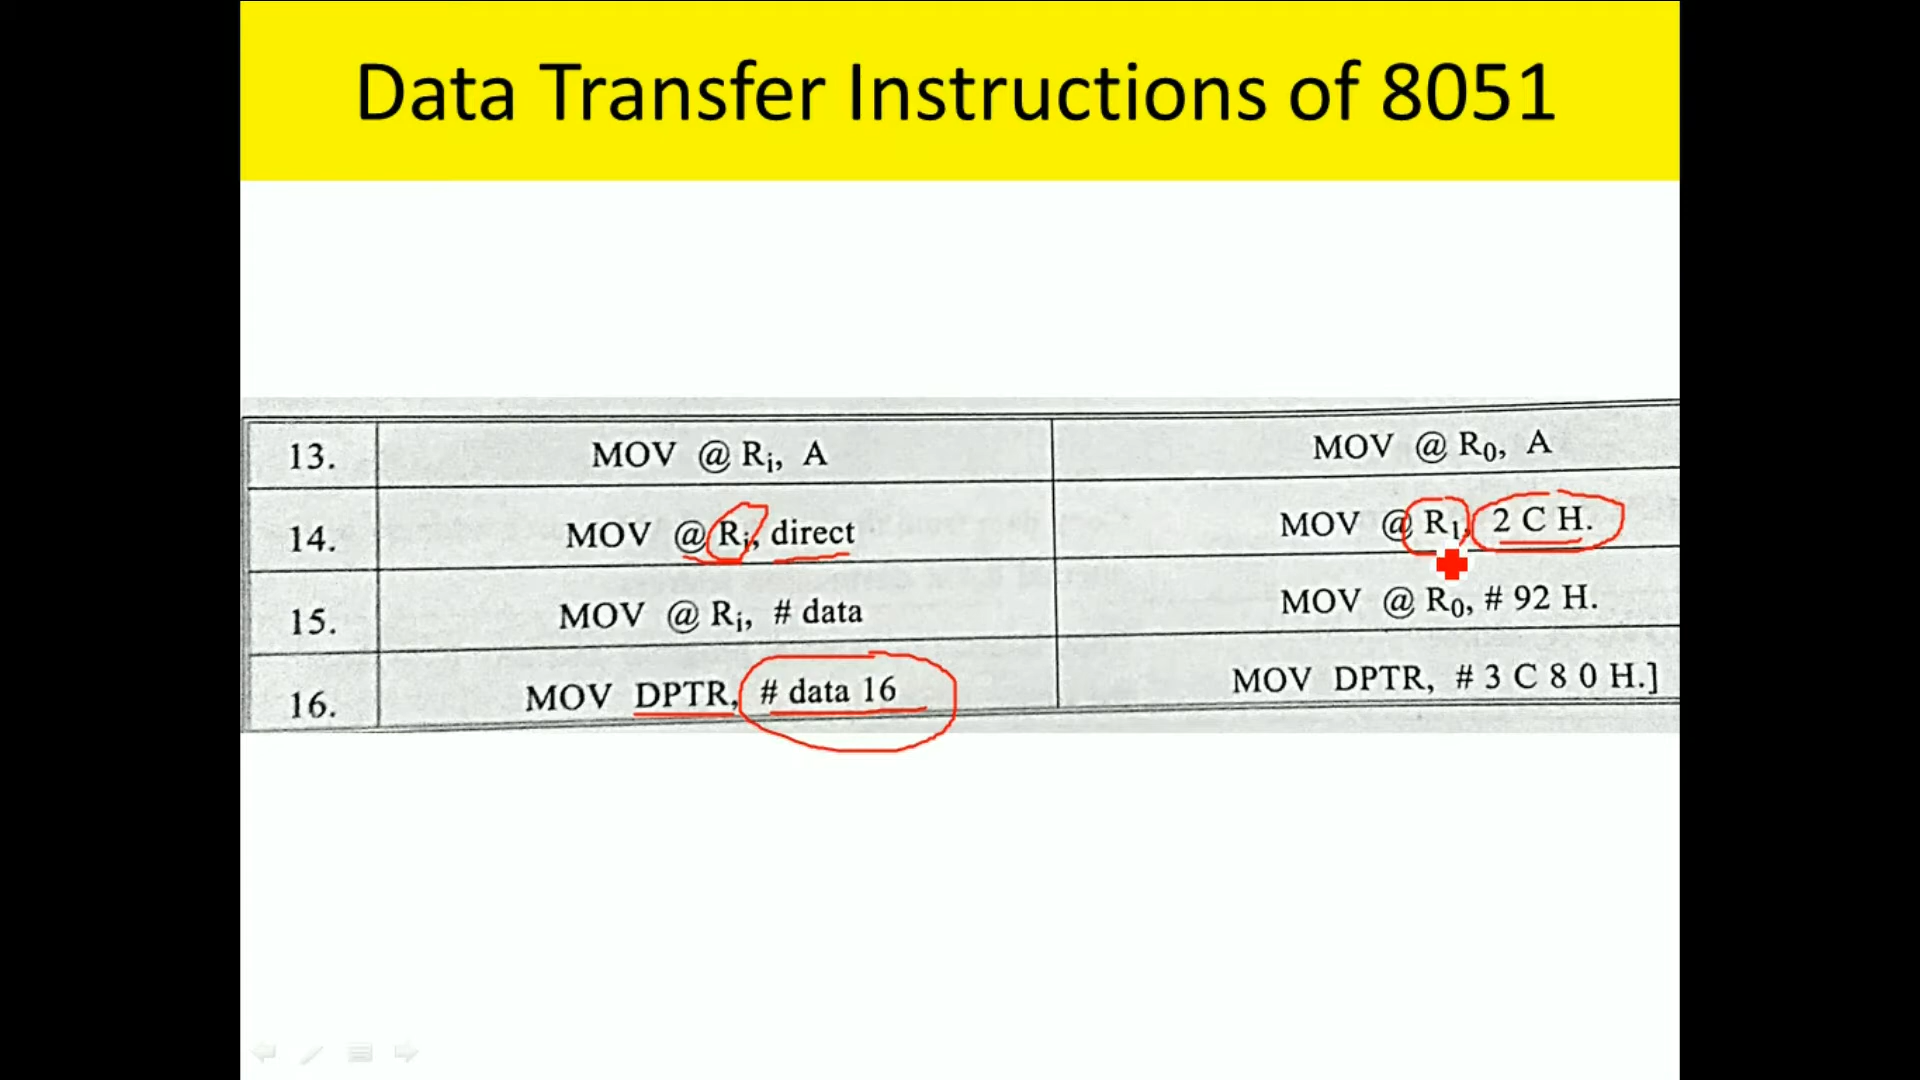 Data Transfer Instructions of 8051
13. MOV @ Ri, A MOV @ R0, A
14. MOV @ Ri, direct MOV @ R1, 2 C H.
15. MOV @ Ri, # data MOV @ R0, # 92 H.
16. MOV DPTR, # data 16 MOV DPTR, # 3 C 8 0 H.]